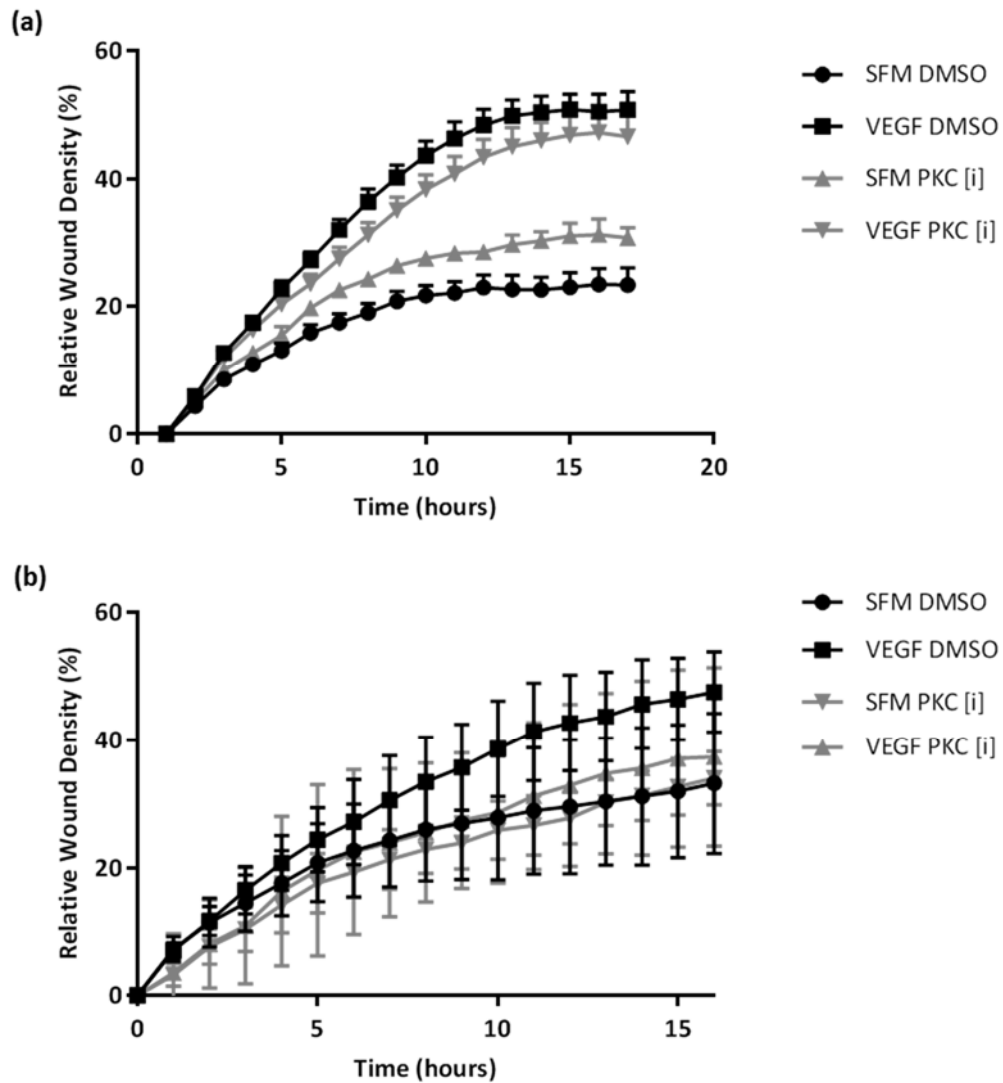 (a)
60
40
20
0
Relative Wound Density (%)
0 5 10 15 20
Time (hours)
SFM DMSO
VEGF DMSO
SFM PKC [i]
VEGF PKC [i]
(b)
60
40
20
0
Relative Wound Density (%)
0 5 10 15
Time (hours)
SFM DMSO
VEGF DMSO
SFM PKC [i]
VEGF PKC [i]